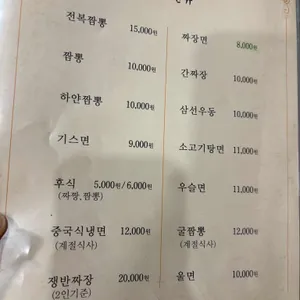 전복짬뽕 15,000원
짬뽕 10,000원
하얀짬뽕 10,000원
기스면 9,000원
후식 5,000원/6,000원
(짜장,짬뽕)
중국식냉면 12,000원
(계절식사)
쟁반짜장 20,000원
(2인기준)
짜장면 8,000원
간짜장 10,000원
삼선우동 10,000원
소고기탕면 11,000원
우슬면 11,000원
굴짬뽕 12,000원
(계절식사)
울면 10,000원